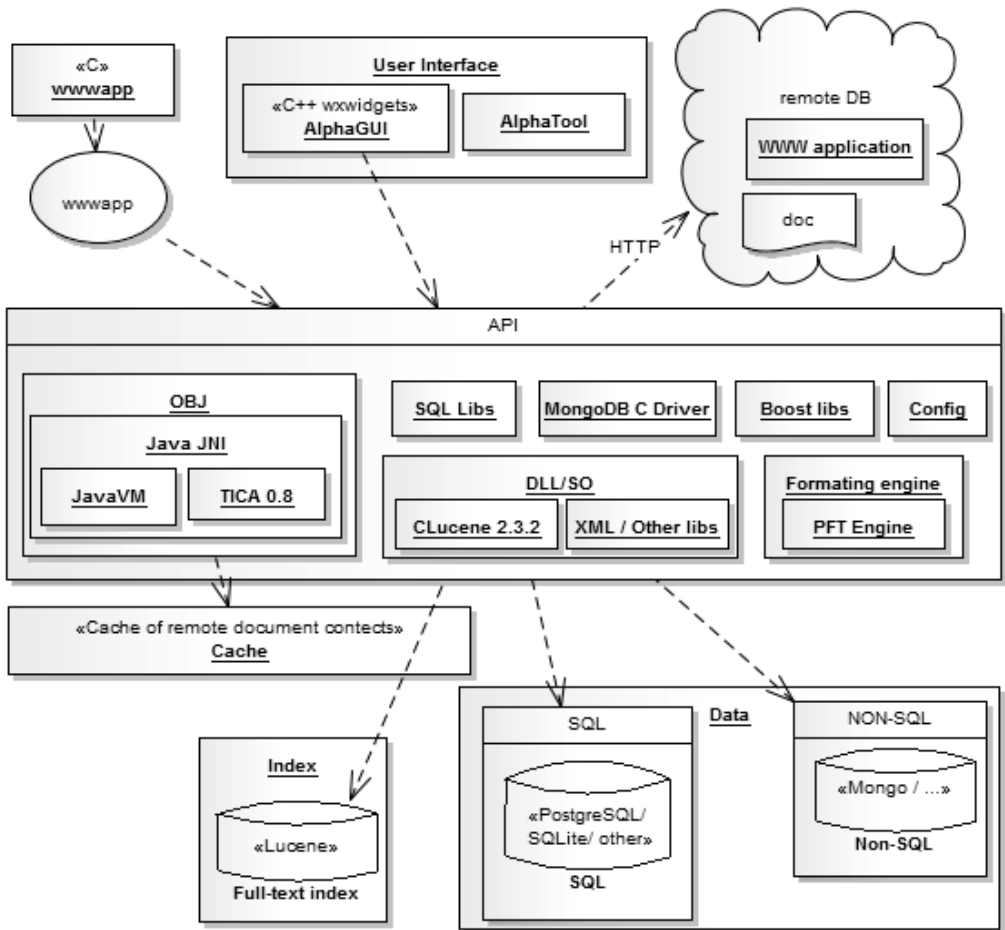 «C»
wwwapp
wwwapp
User Interface
«C++ wxwidgets»
AlphaGUI
AlphaTool
remote DB
WWW application
doc
HTTP
API
OBJ
Java JNI
JavaVM
TICA 0.8
SQL Libs
MongoDB C Driver
Boost libs
Config
DLL/SO
CLucene 2.3.2
XML / Other libs
Formating engine
PFT Engine
«Cache of remote document contects»
Cache
Index
«Lucene»
Full-text index
Data
SQL
«PostgreSQL/
SQLite/ other»
SQL
NON-SQL
«Mongo / ...»
Non-SQL